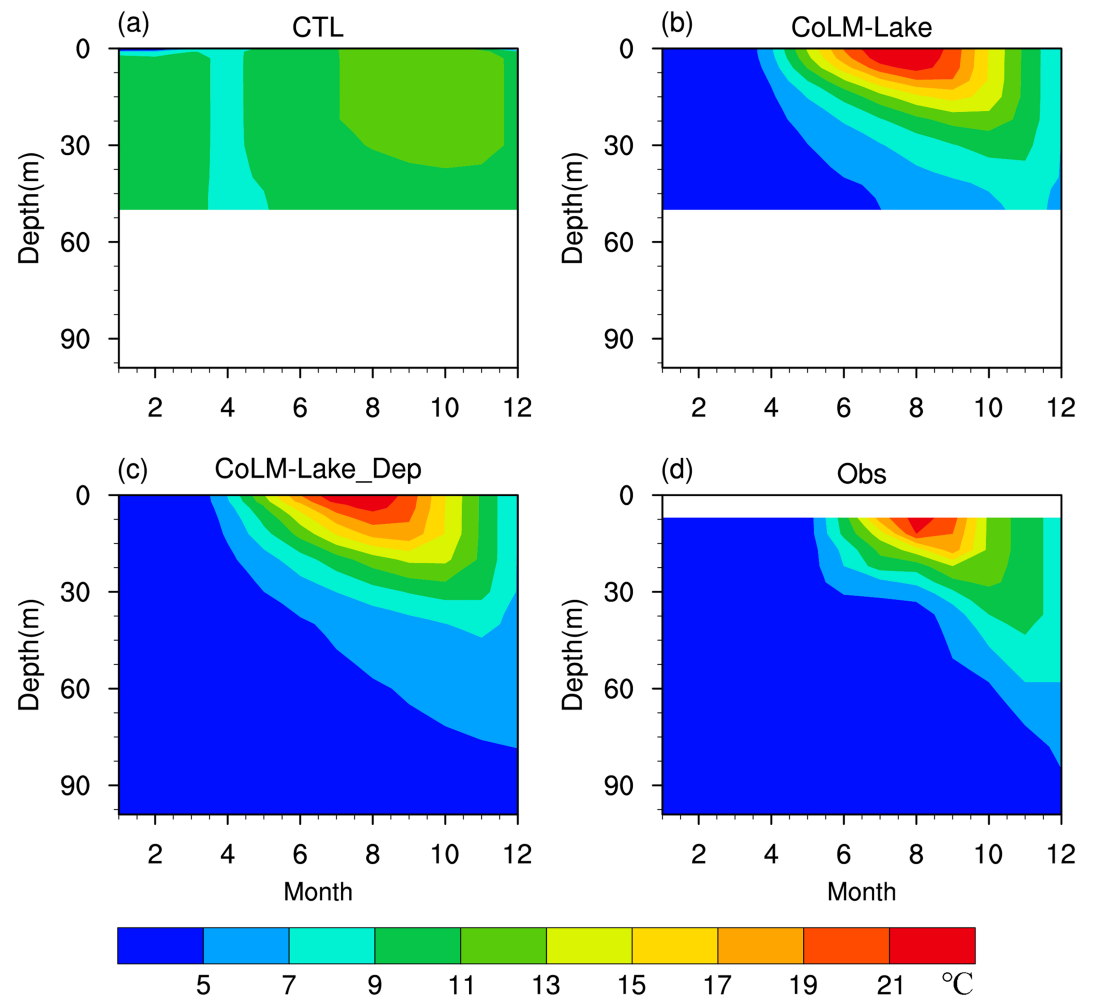 (a) CTL
(b) CoLM-Lake
0
30
60
90
Depth(m)
2 4 6 8 10 12
0
30
60
90
Depth(m)
2 4 6 8 10 12
(c) CoLM-Lake_Dep
(d) Obs
0
30
60
90
Depth(m)
2 4 6 8 10 12
Month
0
30
60
90
Depth(m)
2 4 6 8 10 12
Month
5 7 9 11 13 15 17 19 21 °C